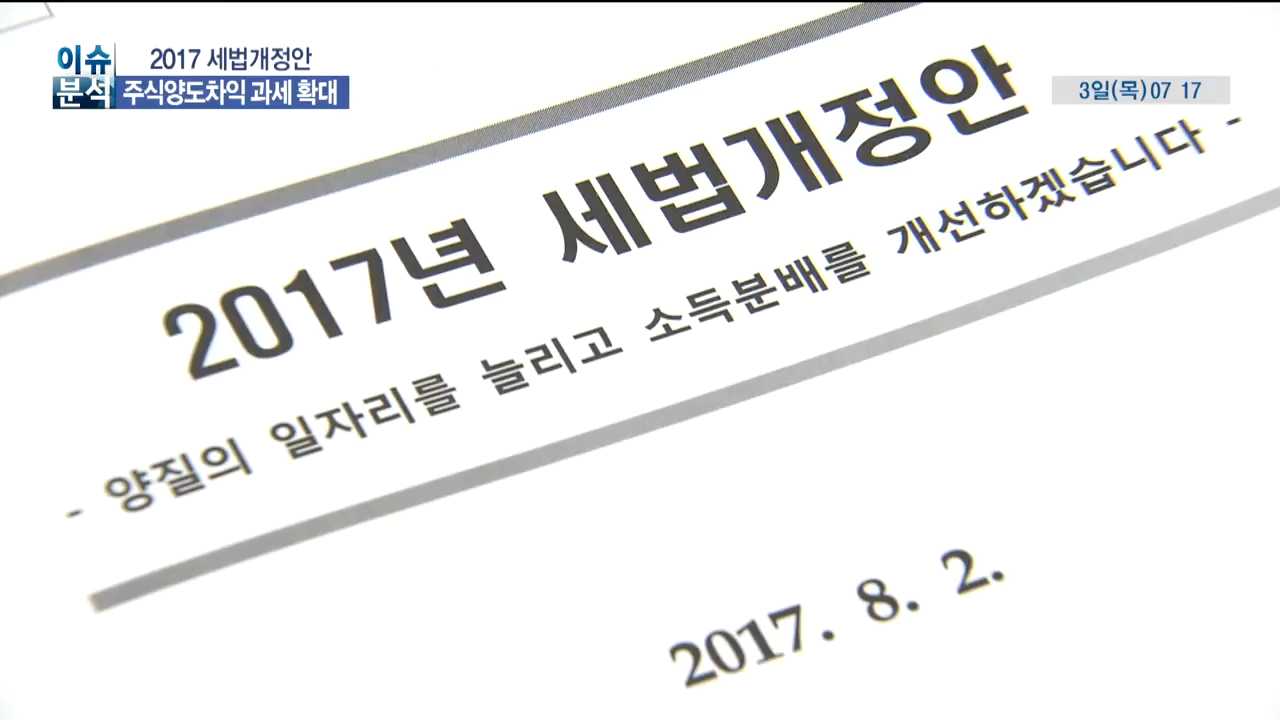 이슈
분석
2017 세법개정안
주식양도차익 과세 확대
3일(목) 07 17
2017년 세법개정안
- 양질의 일자리를 늘리고 소득분배를 개선하겠습니다 -
2017. 8. 2.